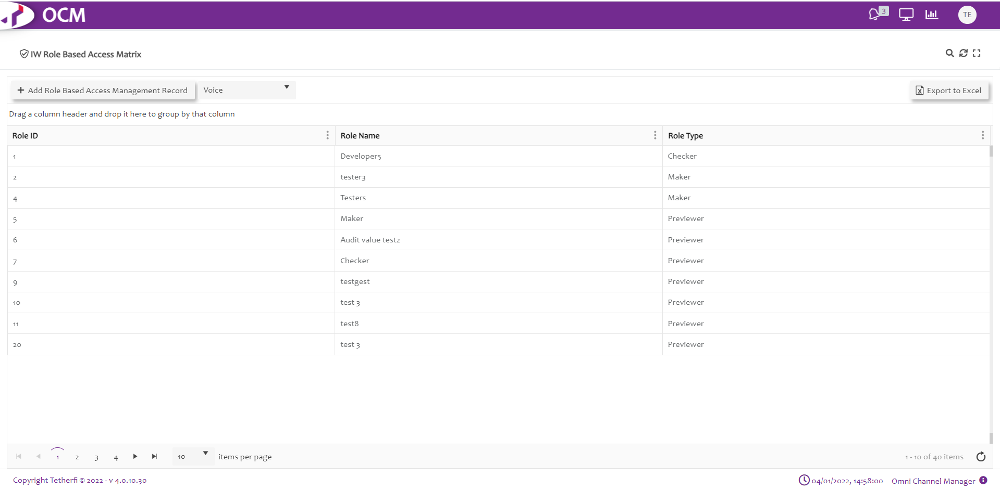 OCM
3
TE
IW Role Based Access Matrix
+ Add Role Based Access Management Record
Voice
Export to Excel
Drag a column header and drop it here to group by that column
Role ID Role Name Role Type
1 Developer5 Checker
2 tester3 Maker
4 Testers Maker
5 Maker Previewer
6 Audit value test2 Previewer
7 Checker Previewer
9 testgest Previewer
10 test 3 Previewer
11 test8 Previewer
20 test 3 Previewer
1 2 3 4 10 items per page 1 - 10 of 40 items
Copyright Tetherfi © 2022 - v 4.0.10.30 04/01/2022, 14:58:00 Omni Channel Manager